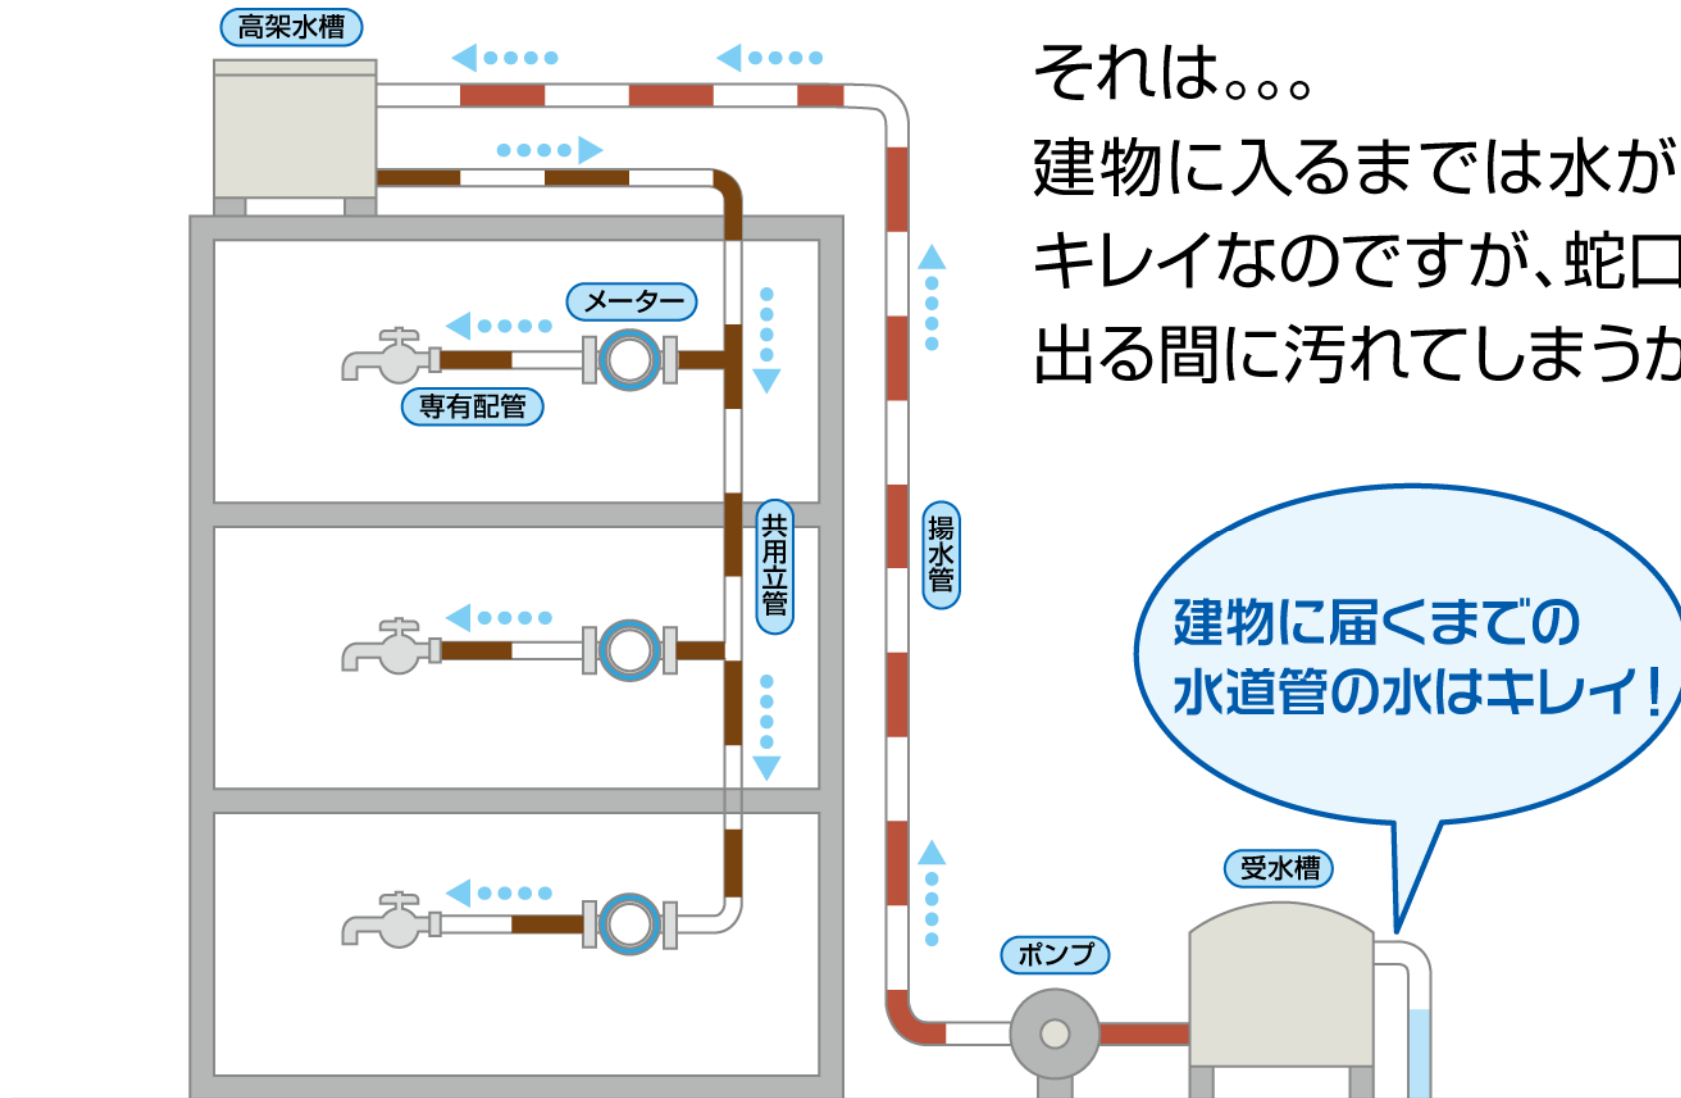 高架水槽
それは。。。
建物に入るまでは水が
キレイなのですが、蛇口
出る間に汚れてしまうか
メーター
専有配管
共用立管
揚水管
建物に届くまでの
水道管の水はキレイ!
受水槽
ポンプ